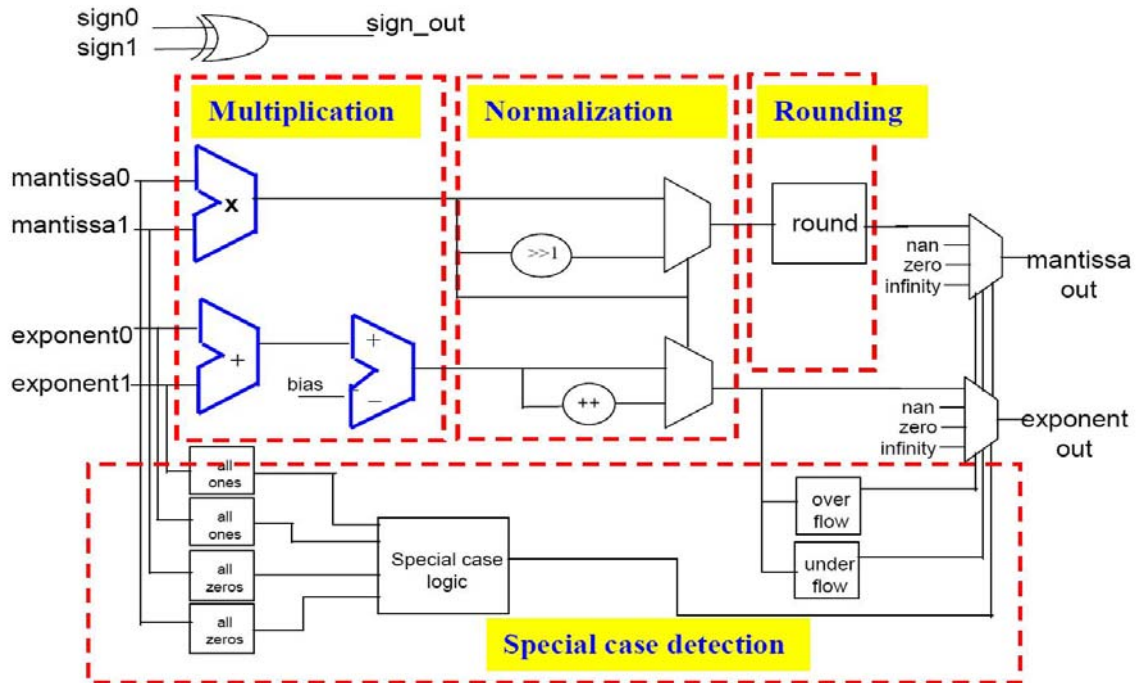 sign0
sign1
sign_out
Multiplication
Normalization
Rounding
mantissa0
mantissa1
x
>>1
round
nan
zero
infinity
mantissa
out
exponent0
exponent1
+
bias
+
−
++
nan
zero
infinity
exponent
out
all
ones
all
ones
all
zeros
all
zeros
Special case
logic
over
flow
under
flow
Special case detection